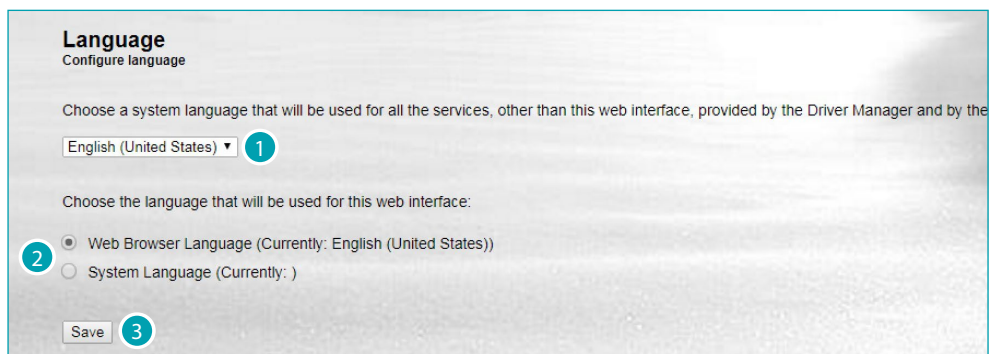 Language
Configure language
Choose a system language that will be used for all the services, other than this web interface, provided by the Driver Manager and by the
English (United States) 1
Choose the language that will be used for this web interface:
Web Browser Language (Currently: English (United States))
2
System Language (Currently: )
Save 3